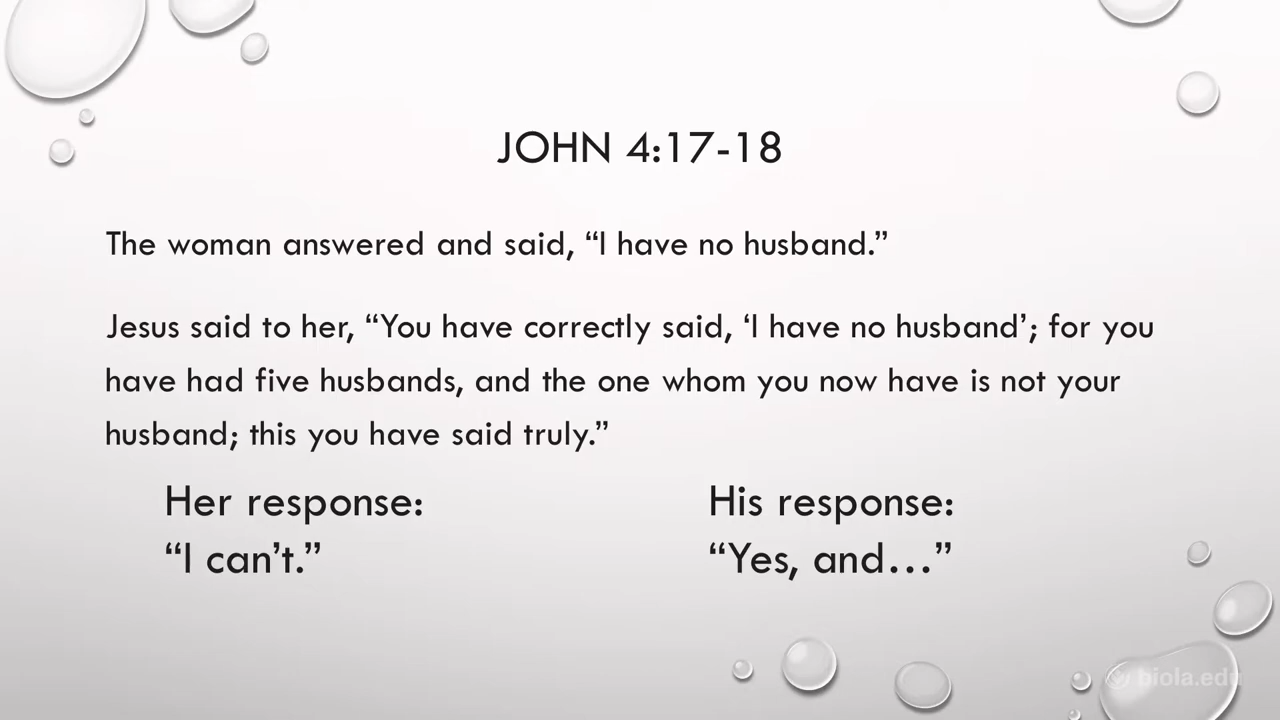 JOHN 4:17-18
The woman answered and said, “I have no husband.”
Jesus said to her, “You have correctly said, ‘I have no husband’; for you
have had five husbands, and the one whom you now have is not your
husband; this you have said truly.”
Her response:
“I can’t.”
His response:
“Yes, and…”
biola.edu